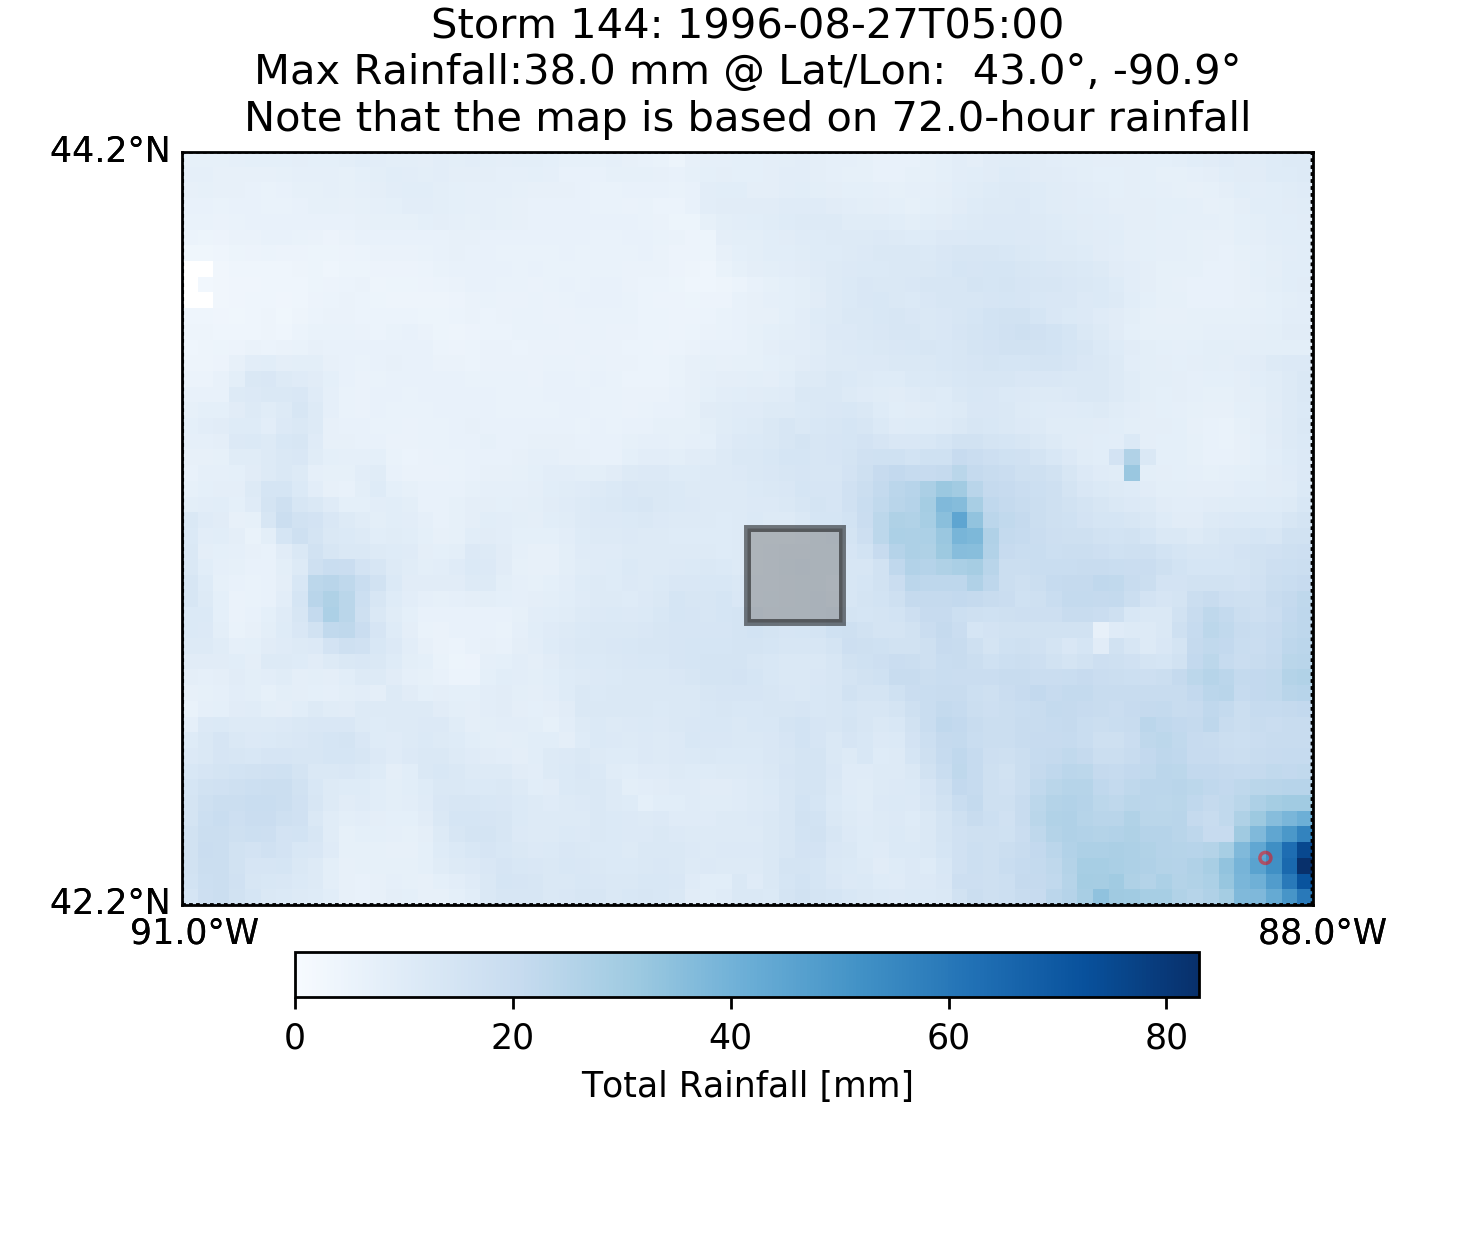 Storm 144: 1996-08-27T05:00
Max Rainfall:38.0 mm @ Lat/Lon:  43.0°, -90.9°
Note that the map is based on 72.0-hour rainfall
44.2°N
42.2°N
91.0°W
88.0°W
0 20 40 60 80
Total Rainfall [mm]